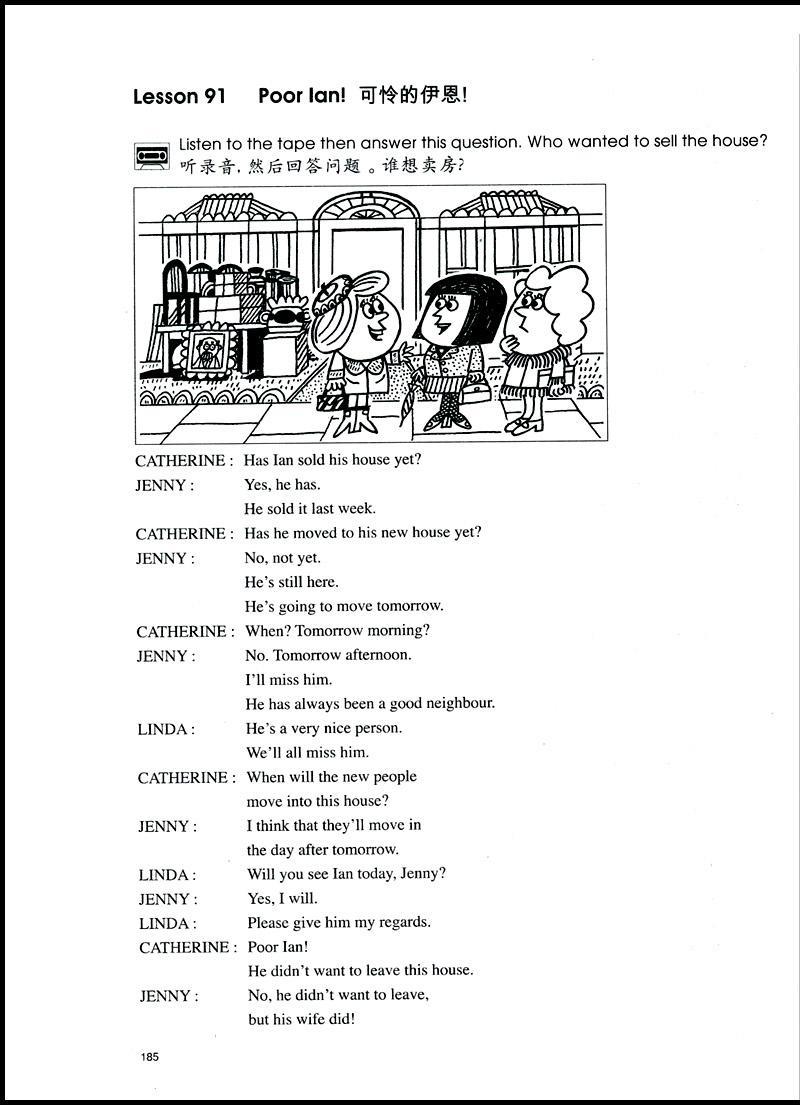 Lesson 91 Poor Ian! 可怜的伊恩!
Listen to the tape then answer this question. Who wanted to sell the house?
听录音,然后回答问题。谁想卖房?
CATHERINE : Has Ian sold his house yet?
JENNY : Yes, he has.
He sold it last week.
CATHERINE : Has he moved to his new house yet?
JENNY : No, not yet.
He's still here.
He's going to move tomorrow.
CATHERINE : When? Tomorrow morning?
JENNY : No. Tomorrow afternoon.
I'll miss him.
He has always been a good neighbour.
LINDA : He's a very nice person.
We'll all miss him.
CATHERINE : When will the new people
move into this house?
JENNY : I think that they'll move in
the day after tomorrow.
LINDA : Will you see Ian today, Jenny?
JENNY : Yes, I will.
LINDA : Please give him my regards.
CATHERINE : Poor Ian!
He didn't want to leave this house.
JENNY : No, he didn't want to leave,
but his wife did!
185